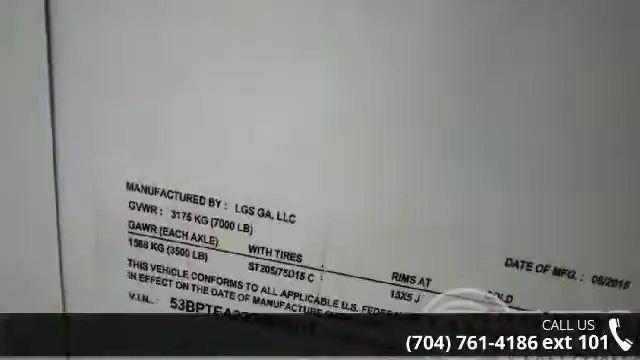 MANUFACTURED BY : LGS GA, LLC
GVWR : 3175 KG (7000 LB)
GAWR (EACH AXLE) WITH TIRES RIMS AT DATE OF MFG. : 06/2015
1588 KG (3500 LB) ST205/75D15 C 15X5 J COLD
THIS VEHICLE CONFORMS TO ALL APPLICABLE U.S.
IN EFFECT ON THE DATE OF MANUFACTURE
V.I.N.: 53BPTEA
CALL US
(704) 761-4186 ext 101